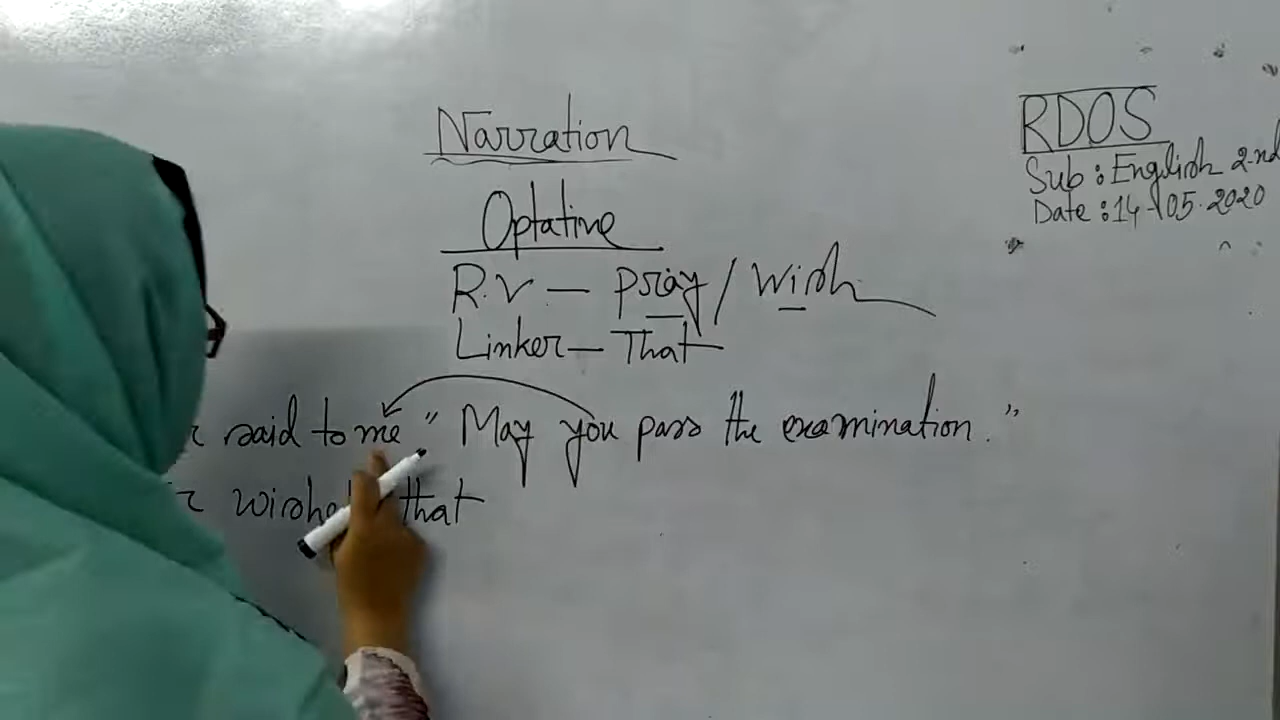 Narration
RDOS
Sub : English 2nd
Date : 14.05.2020
Optative
R.V — Pray / Wish
Linker — That
said to me "May you pass the examination."
that